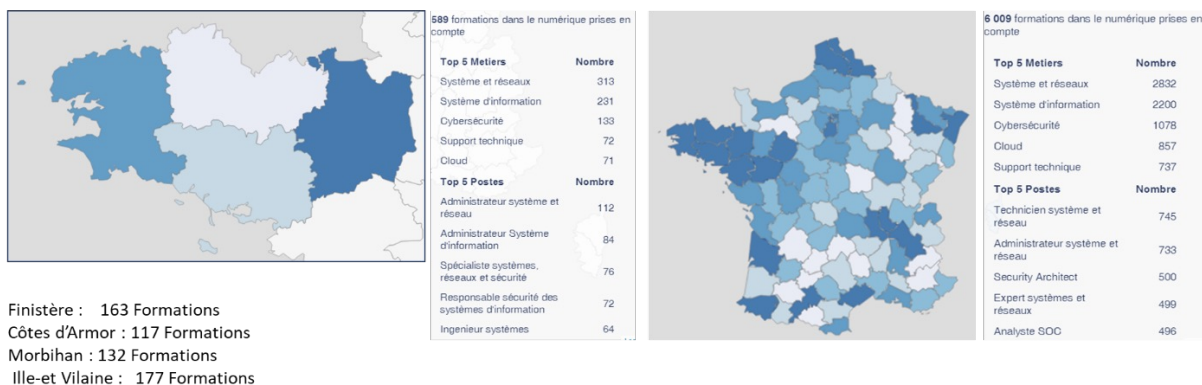 589 formations dans le numérique prises en
compte
Top 5 Metiers Nombre
Système et réseaux 313
Système d'information 231
Cybersécurité 133
Support technique 72
Cloud 71
Top 5 Postes Nombre
Administrateur système et
réseau 112
Administrateur Système
d'information 84
Spécialiste systèmes,
réseaux et sécurité 76
Responsable sécurité des
systèmes d'information 72
Ingenieur systèmes 64
6 009 formations dans le numérique prises en
compte
Top 5 Metiers Nombre
Système et réseaux 2832
Système d'information 2200
Cybersécurité 1078
Cloud 857
Support technique 737
Top 5 Postes Nombre
Technicien système et
réseau 745
Administrateur système et
réseau 733
Security Architect 500
Expert systèmes et
réseaux 499
Analyste SOC 496
Finistère : 163 Formations
Côtes d'Armor : 117 Formations
Morbihan : 132 Formations
Ille-et Vilaine : 177 Formations